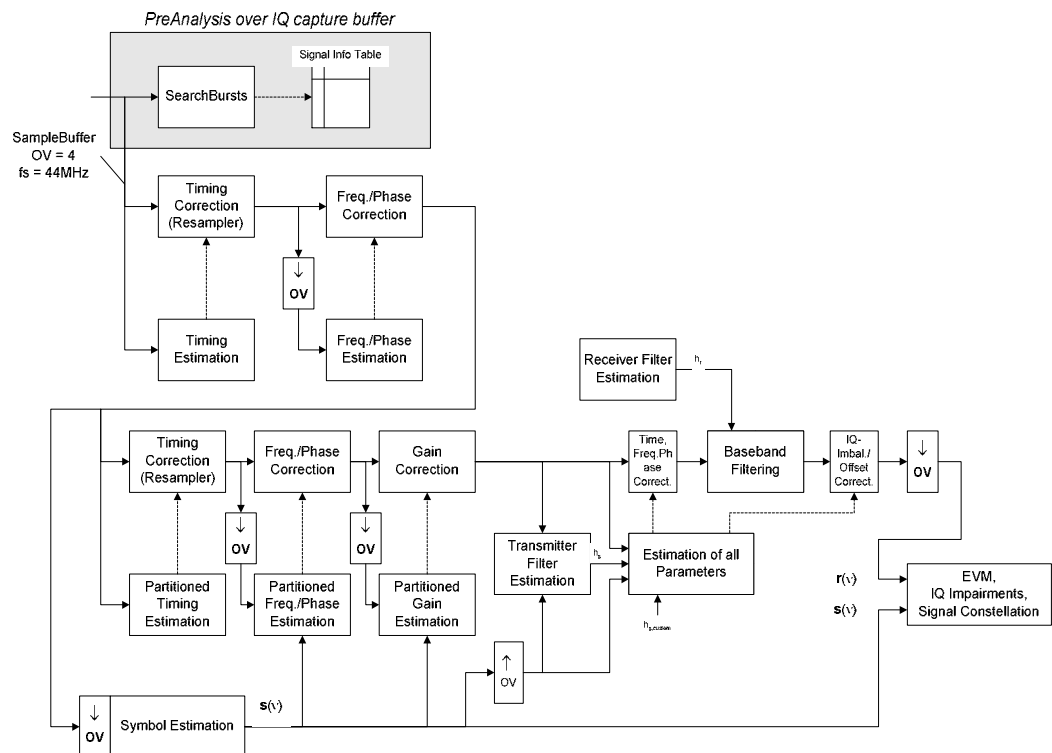 PreAnalysis over IQ capture buffer
Signal Info Table
SearchBursts
SampleBuffer
OV = 4
fs = 44MHz
Timing
Correction
(Resampler)
Freq./Phase
Correction
↓
OV
Timing
Estimation
Freq./Phase
Estimation
Receiver Filter
Estimation
hr
Timing
Correction
(Resampler)
Freq./Phase
Correction
Gain
Correction
Time,
Freq.Ph
ase
Correct.
Baseband
Filtering
IQ-
Imbal./
Offset
Correct.
↓
OV
↓
OV
↓
OV
Transmitter
Filter
Estimation
hs
Estimation of all
Parameters
Partitioned
Timing
Estimation
Partitioned
Freq./Phase
Estimation
Partitioned
Gain
Estimation
r(ν)
s(ν)
EVM,
IQ Impairments,
Signal Constellation
hs,custom
↑
OV
↓
OV
Symbol Estimation
s(ν)